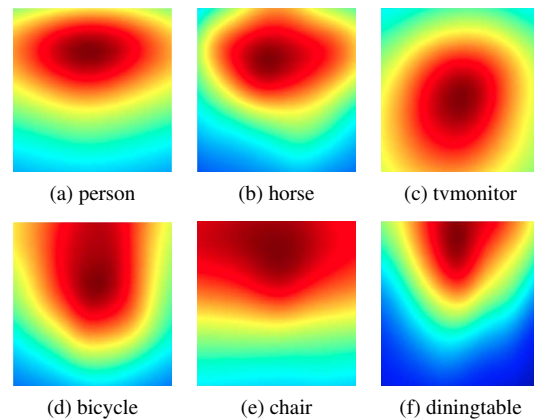 (a) person
(b) horse
(c) tvmonitor
(d) bicycle
(e) chair
(f) diningtable